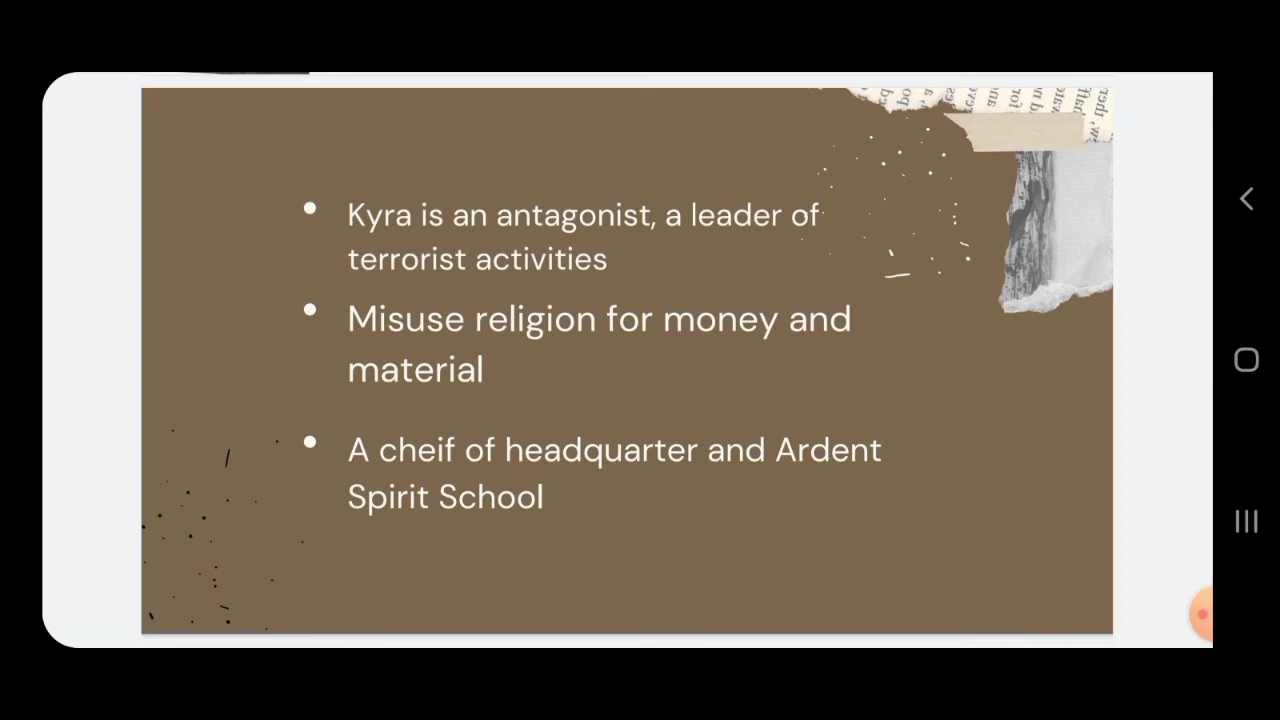 Kyra is an antagonist, a leader of
terrorist activities
Misuse religion for money and
material
A cheif of headquarter and Ardent
Spirit School